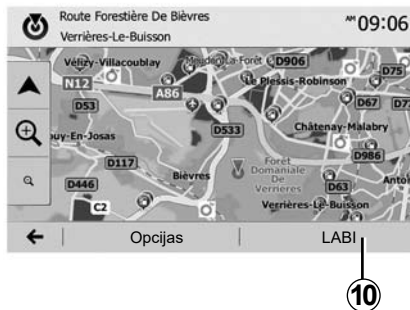 Route Forestière De Bièvres
Verrières-Le-Buisson
AM 09:06
Vélizy-Villacoublay
Meudon-La-Forêt
D906
Le Plessis-Robinson
D75
N12
A86
D53
D67
D77
D533
Châtenay-Malabry
ouy-En-Josas
D117
D986
Forêt
Domaniale
De
Verrières
Bièvres
D446
D63
Anto
C2
Verrières-Le-Buisson
Opcijas
LABI
10